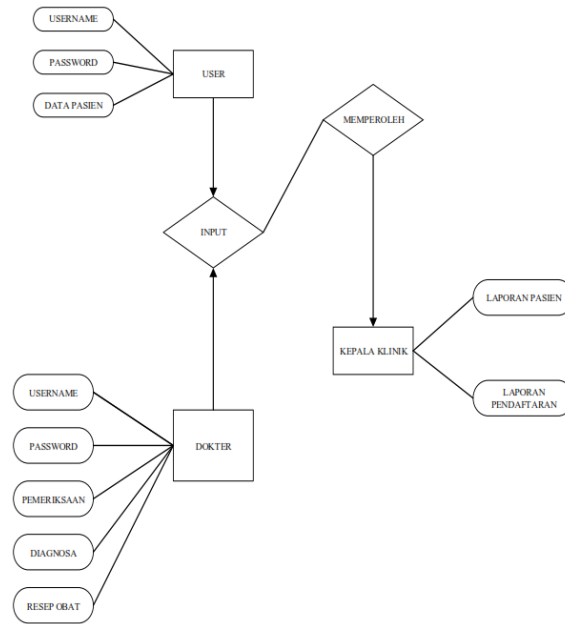 USERNAME
PASSWORD
DATA PASIEN
USER
MEMPEROLEH
INPUT
KEPALA KLINIK
LAPORAN PASIEN
LAPORAN
PENDAFTARAN
USERNAME
PASSWORD
PEMERIKSAAN
DIAGNOSA
RESEP OBAT
DOKTER